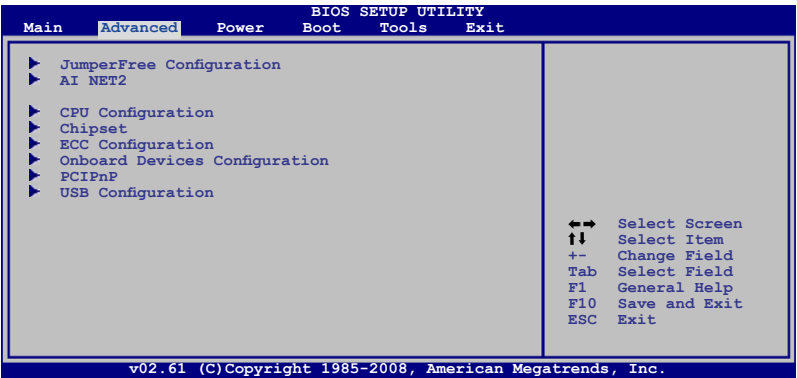 BIOS SETUP UTILITY
Main Advanced Power Boot Tools Exit
JumperFree Configuration
AI NET2
CPU Configuration
Chipset
ECC Configuration
Onboard Devices Configuration
PCIPnP
USB Configuration
←→ Select Screen
↑↓ Select Item
+- Change Field
Tab Select Field
F1 General Help
F10 Save and Exit
ESC Exit
v02.61 (C)Copyright 1985-2008, American Megatrends, Inc.